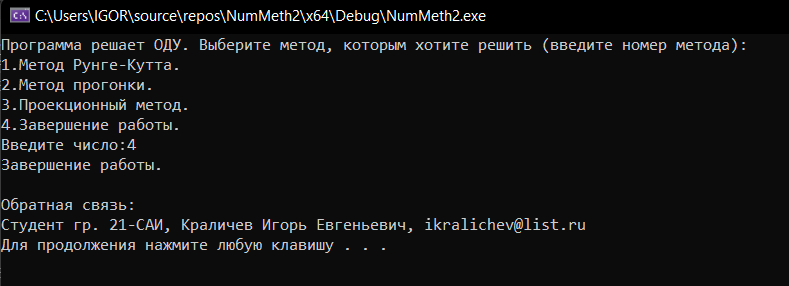 C:\Users\IGOR\source\repos\NumMeth2\x64\Debug\NumMeth2.exe
Программа решает ОДУ. Выберите метод, которым хотите решить (введите номер метода):
1.Метод Рунге-Кутта.
2.Метод прогонки.
3.Проекционный метод.
4.Завершение работы.
Введите число:4
Завершение работы.
Обратная связь:
Студент гр. 21-САИ, Краличев Игорь Евгеньевич, ikralichev@list.ru
Для продолжения нажмите любую клавишу . . .